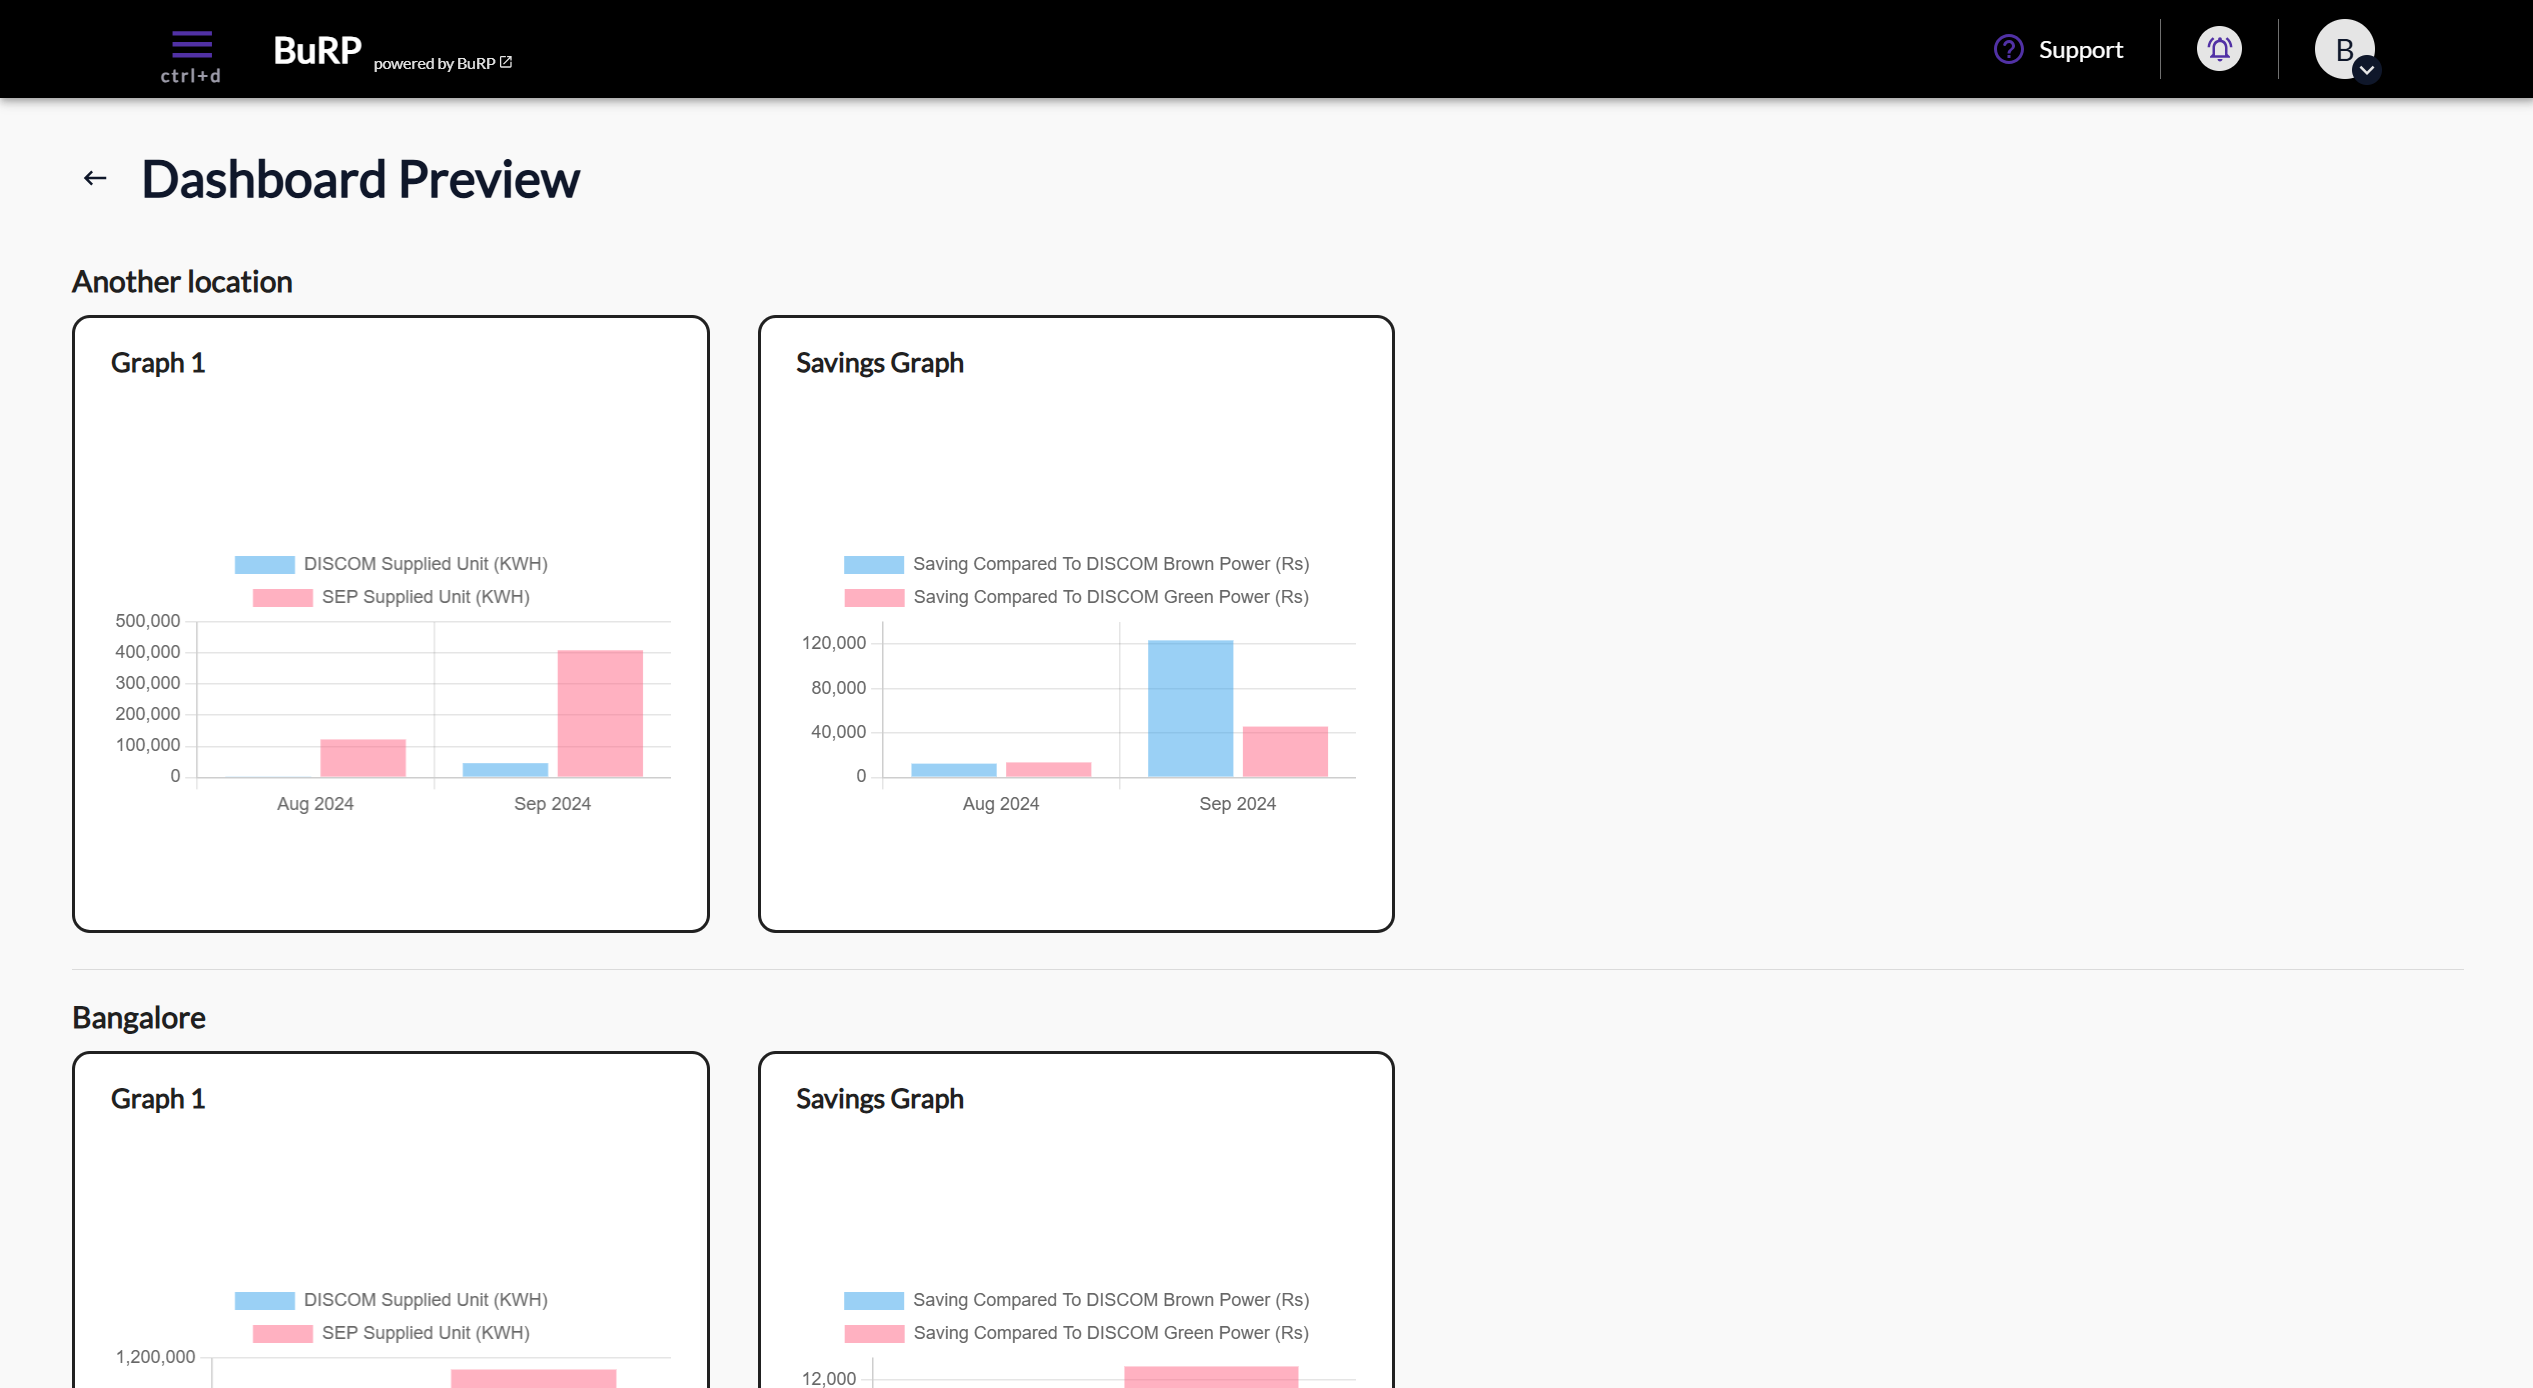 ctrl+d
BuRP powered by BuRP
Support
B
Dashboard Preview
Another location
Graph 1
DISCOM Supplied Unit (KWH)
SEP Supplied Unit (KWH)
500,000
400,000
300,000
200,000
100,000
0
Aug 2024 Sep 2024
Savings Graph
Saving Compared To DISCOM Brown Power (Rs)
Saving Compared To DISCOM Green Power (Rs)
120,000
80,000
40,000
0
Aug 2024 Sep 2024
Bangalore
Graph 1
DISCOM Supplied Unit (KWH)
SEP Supplied Unit (KWH)
1,200,000
Savings Graph
Saving Compared To DISCOM Brown Power (Rs)
Saving Compared To DISCOM Green Power (Rs)
12,000